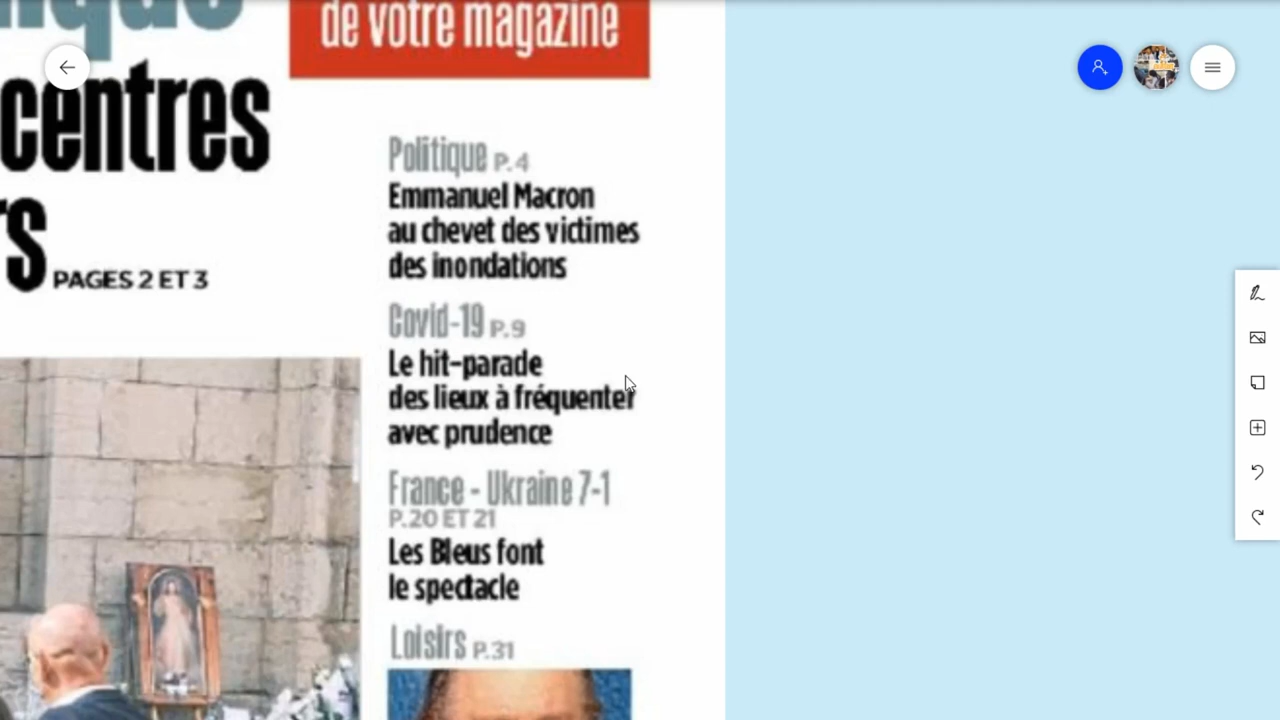 de votre magazine
centres
PAGES 2 ET 3
Politique P.4
Emmanuel Macron
au chevet des victimes
des inondations
Covid-19 P.9
Le hit-parade
des lieux à fréquenter
avec prudence
France - Ukraine 7-1
P.20 ET 21
Les Bleus font
le spectacle
Loisirs P.31